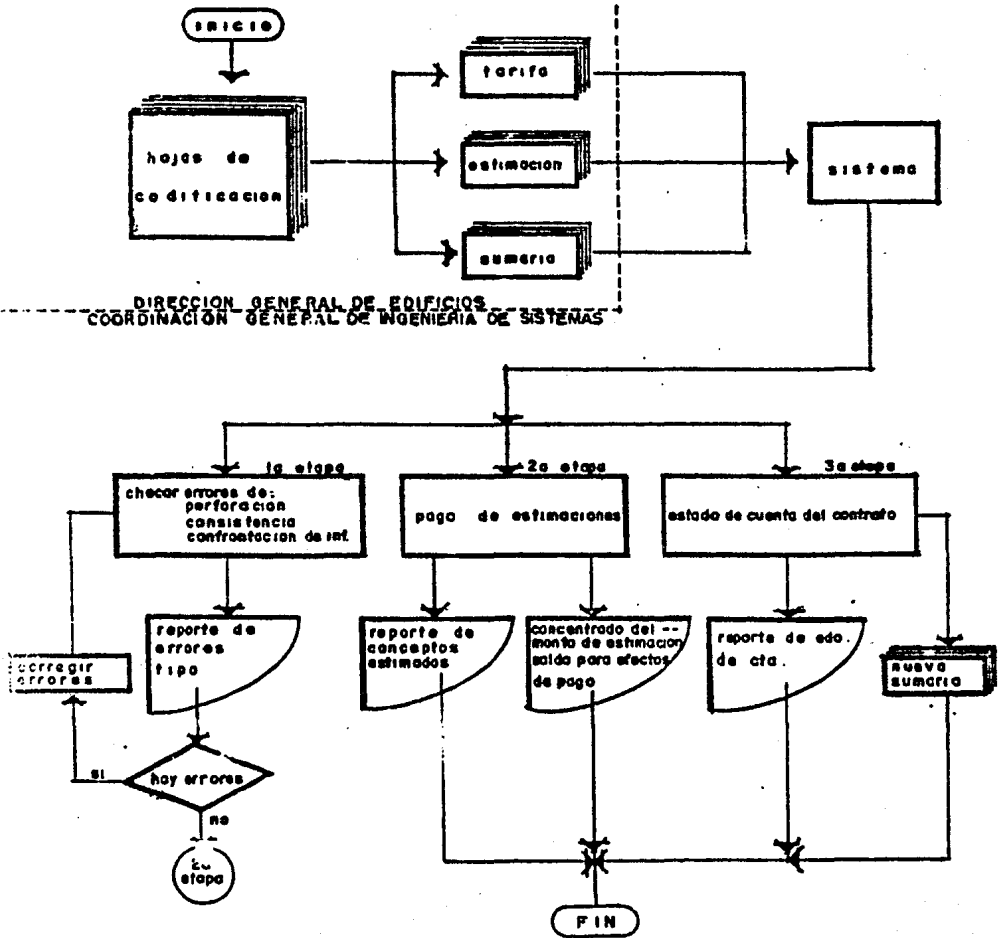 INICIO
tarifa
hojas de
codificacion
estimacion
sistema
sumaria
DIRECCION GENERAL DE EDIFICIOS
COORDINACION GENERAL DE INGENIERIA DE SISTEMAS
1a etapa
2a etapa
3a etapa
checar errores de:
perforación
consistencia
confrontacion de inf.
pago de estimaciones
estado de cuenta del contrato
reporte de
errores
tipo
reporte de
conceptos
estimados
concentrado del --
monto de estimacion
saldo para efectos
de pago
reporte de edo.
de cta.
corregir
errores
nueva
sumaria
si
hay errores
no
2a
etapa
FIN